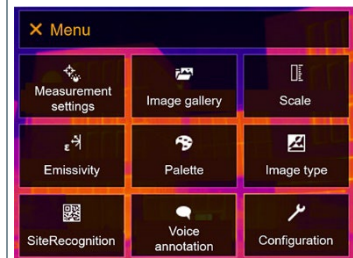 Menu
Measurement
settings
Image gallery
Scale
ε
Emissivity
Palette
Image type
SiteRecognition
Voice
annotation
Configuration